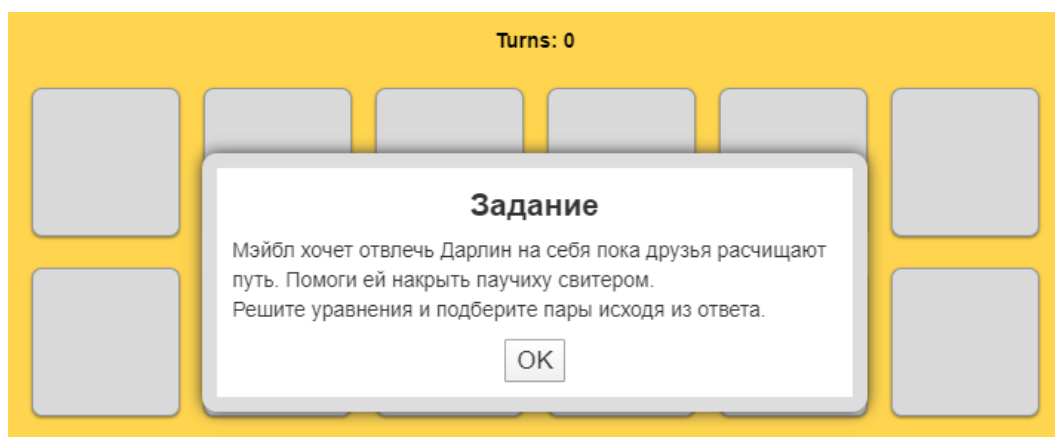 Turns: 0
Задание
Мэйбл хочет отвлечь Дарлин на себя пока друзья расчищают
путь. Помоги ей накрыть паучиху свитером.
Решите уравнения и подберите пары исходя из ответа.
OK